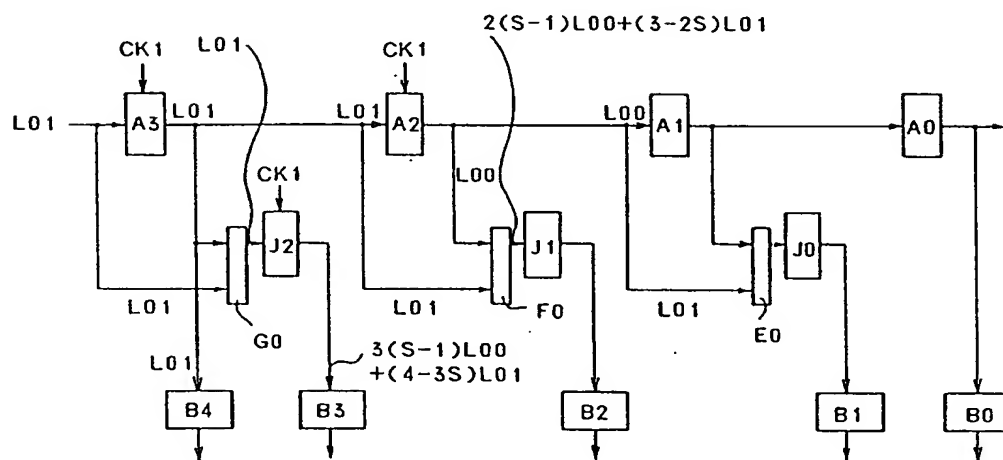 2(S-1)L00+(3-2S)L01
CK1
L01
CK1
L01
A3
L01
L01
A2
L00
A1
A0
CK1
L00
J2
J1
J0
L01
G0
L01
F0
L01
E0
L01
3(S-1)L00
+(4-3S)L01
B4
B3
B2
B1
B0